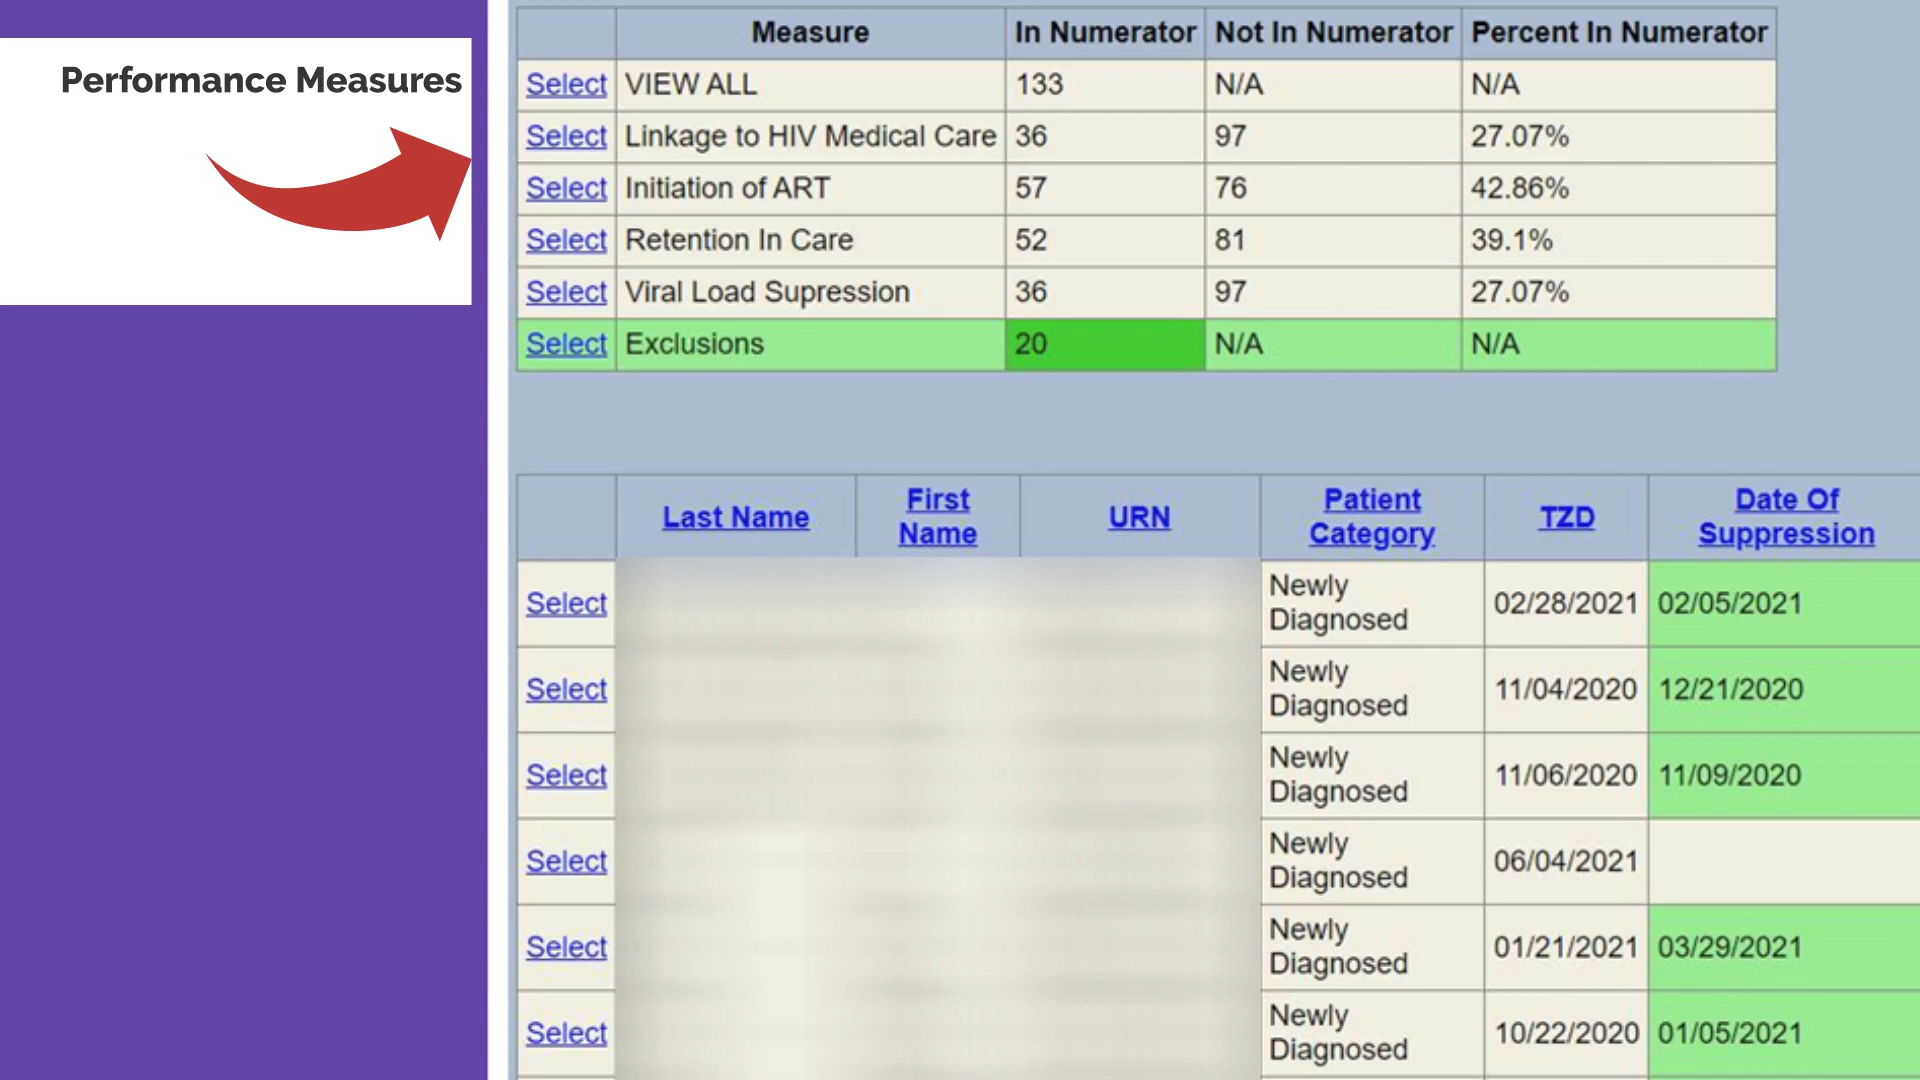 Performance Measures
Measure In Numerator Not In Numerator Percent In Numerator
Select VIEW ALL 133 N/A N/A
Select Linkage to HIV Medical Care 36 97 27.07%
Select Initiation of ART 57 76 42.86%
Select Retention In Care 52 81 39.1%
Select Viral Load Supression 36 97 27.07%
Select Exclusions 20 N/A N/A
Last Name First Name URN Patient Category TZD Date Of Suppression
Select Newly Diagnosed 02/28/2021 02/05/2021
Select Newly Diagnosed 11/04/2020 12/21/2020
Select Newly Diagnosed 11/06/2020 11/09/2020
Select Newly Diagnosed 06/04/2021
Select Newly Diagnosed 01/21/2021 03/29/2021
Select Newly Diagnosed 10/22/2020 01/05/2021